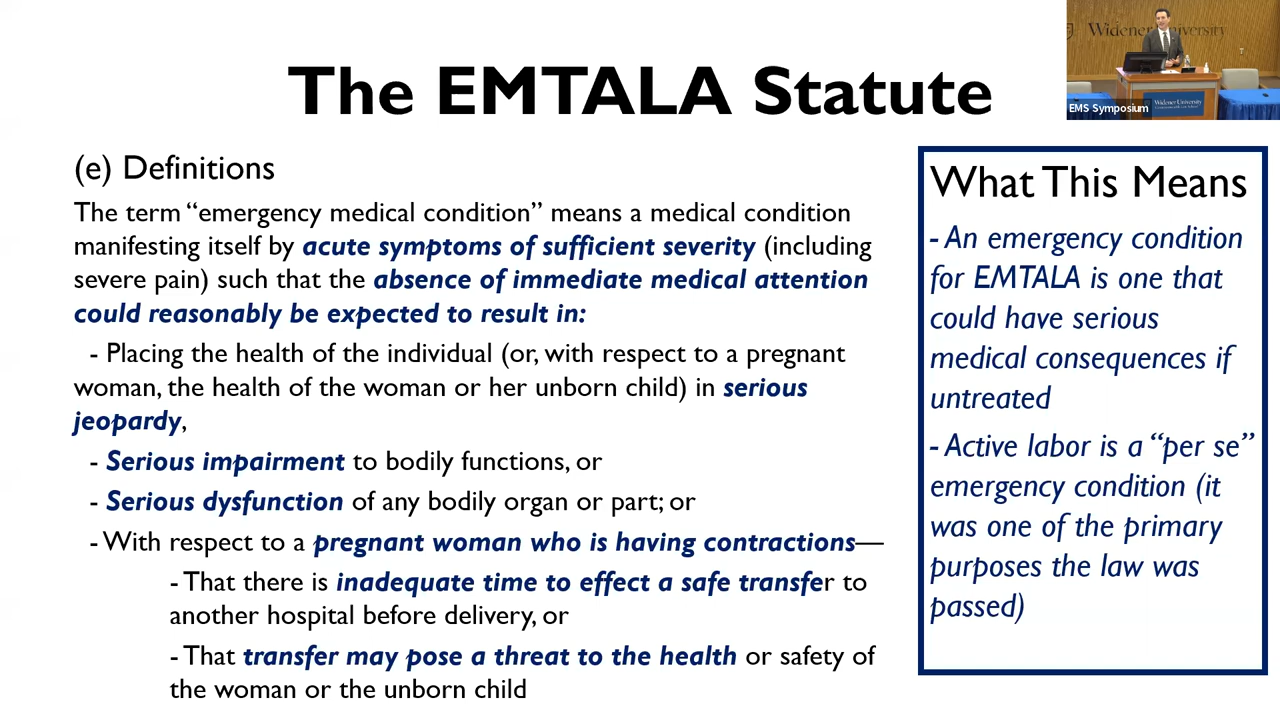 The EMTALA Statute
(e) Definitions
The term “emergency medical condition” means a medical condition
manifesting itself by acute symptoms of sufficient severity (including
severe pain) such that the absence of immediate medical attention
could reasonably be expected to result in:
- Placing the health of the individual (or, with respect to a pregnant
woman, the health of the woman or her unborn child) in serious
jeopardy,
- Serious impairment to bodily functions, or
- Serious dysfunction of any bodily organ or part; or
- With respect to a pregnant woman who is having contractions—
- That there is inadequate time to effect a safe transfer to
another hospital before delivery, or
- That transfer may pose a threat to the health or safety of
the woman or the unborn child
What This Means
- An emergency condition
for EMTALA is one that
could have serious
medical consequences if
untreated
- Active labor is a “per se”
emergency condition (it
was one of the primary
purposes the law was
passed)
Widener University
EMS Symposium
Widener University